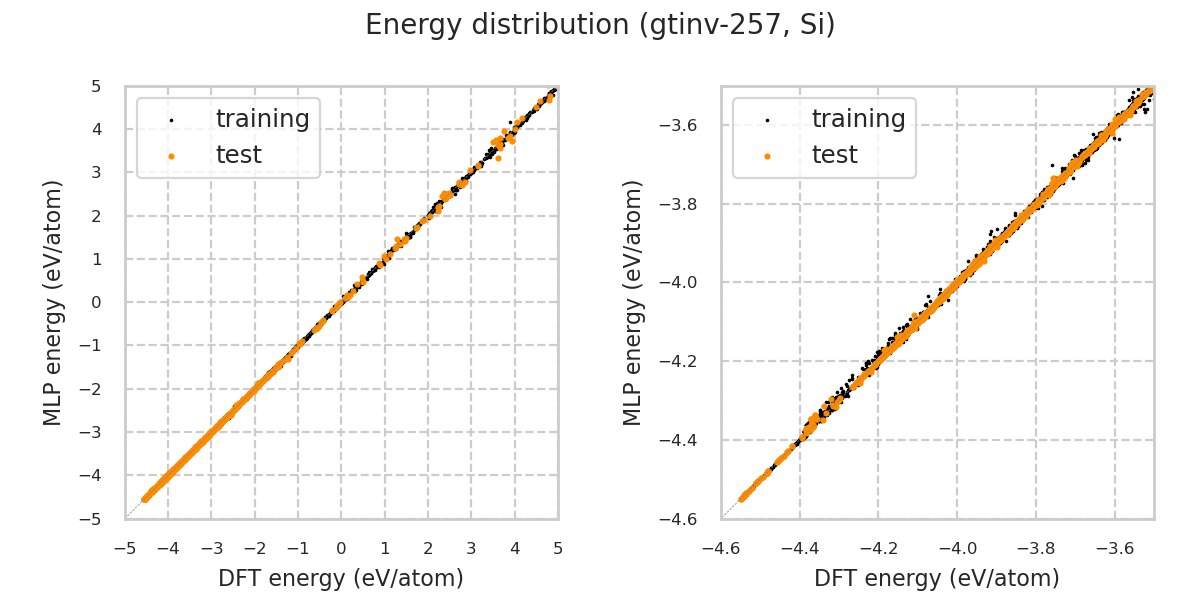 Energy distribution (gtinv-257, Si)
5
4
3
2
1
0
−1
−2
−3
−4
−5
MLP energy (eV/atom)
training
test
−5 −4 −3 −2 −1 0 1 2 3 4 5
DFT energy (eV/atom)
−3.6
−3.8
−4.0
−4.2
−4.4
−4.6
MLP energy (eV/atom)
training
test
−4.6 −4.4 −4.2 −4.0 −3.8 −3.6
DFT energy (eV/atom)